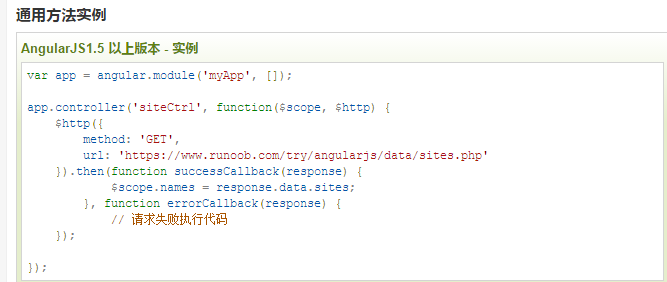 通用方法实例
AngularJS1.5 以上版本 - 实例
var app = angular.module('myApp', []);
app.controller('siteCtrl', function($scope, $http) {
    $http({
        method: 'GET',
        url: 'https://www.runoob.com/try/angularjs/data/sites.php'
    }).then(function successCallback(response) {
            $scope.names = response.data.sites;
        }, function errorCallback(response) {
            // 请求失败执行代码
    });
});